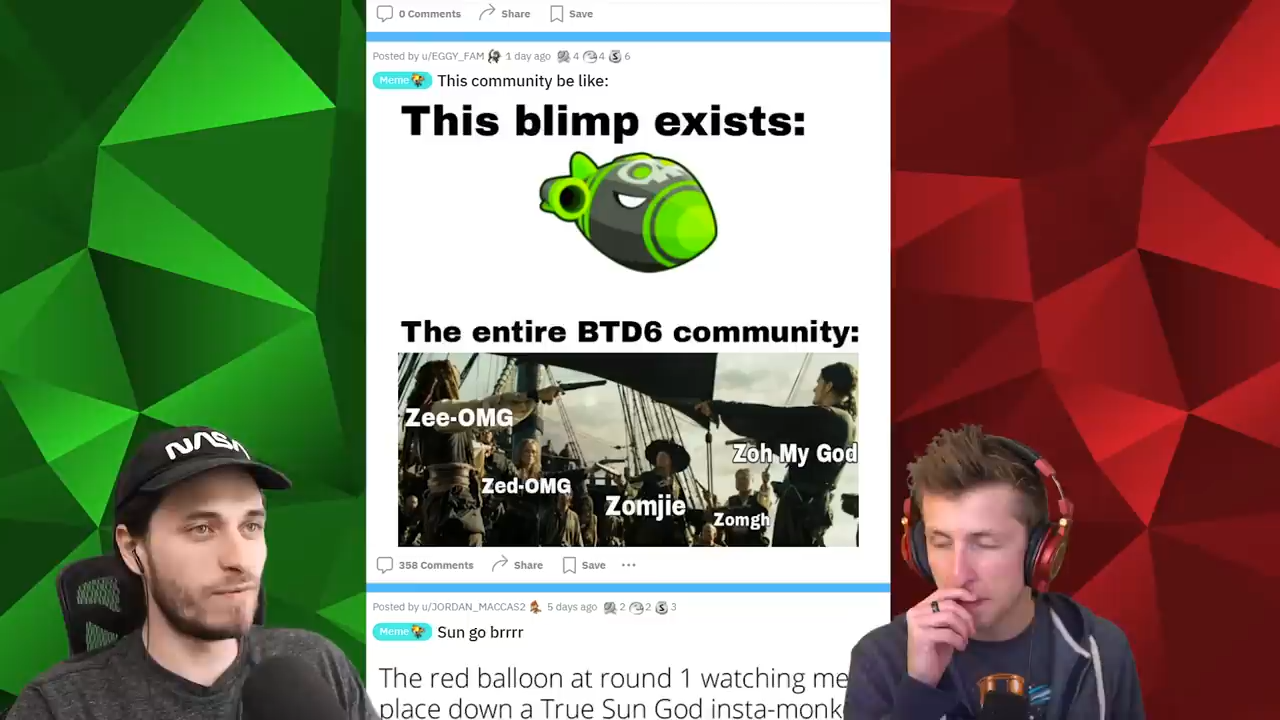 0 Comments Share Save
Posted by u/EGGY_FAM 1 day ago 4 4 6
Meme This community be like:
This blimp exists:
The entire BTD6 community:
Zee-OMG
Zoh My God
Zed-OMG
Zomjie
Zomgh
358 Comments Share Save ...
Posted by u/JORDAN_MACCAS2 5 days ago 2 2 3
Meme Sun go brrrr
The red balloon at round 1 watching me
place down a True Sun God insta-monk
NASA